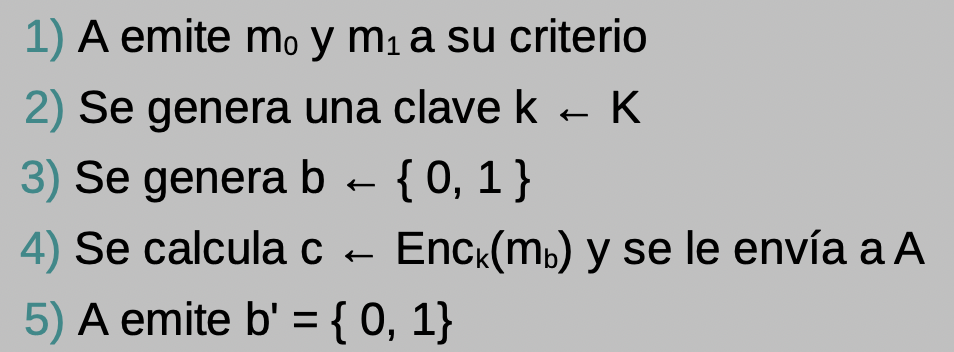 1) A emite m₀ y m₁ a su criterio
2) Se genera una clave k ← K
3) Se genera b ← { 0, 1 }
4) Se calcula c ← Encₖ(m_b) y se le envía a A
5) A emite b' = { 0, 1}